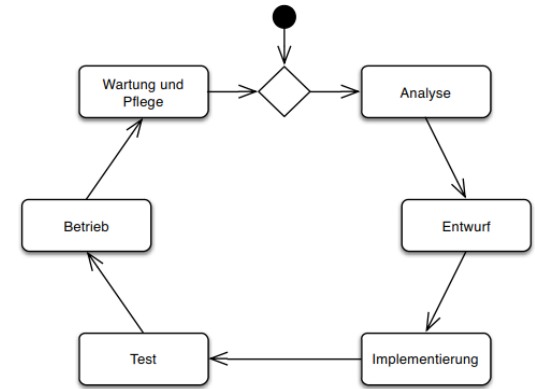 Wartung und
Pflege
Analyse
Betrieb
Entwurf
Test
Implementierung